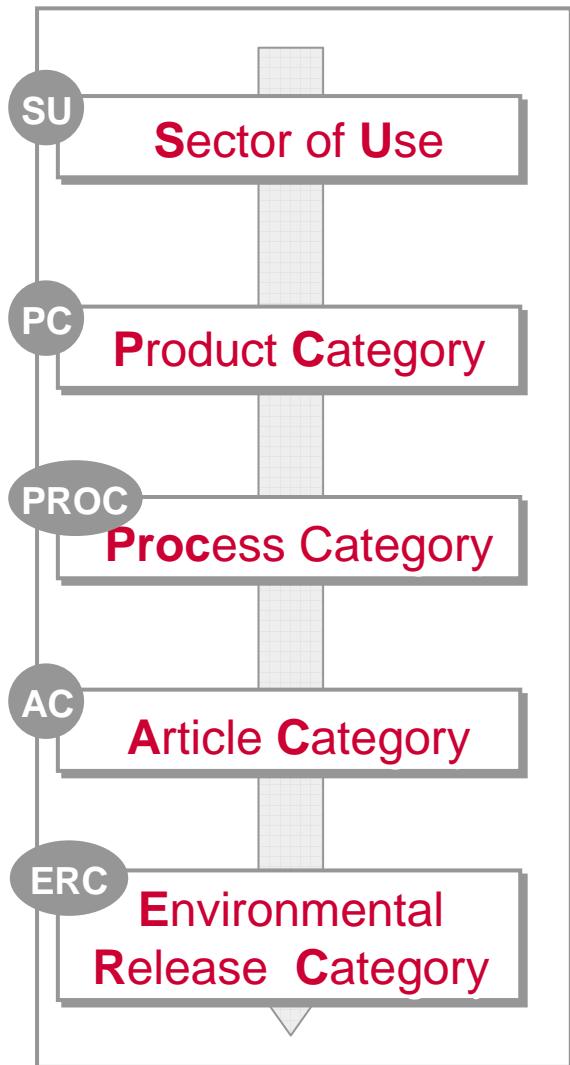 SU
Sector of Use
PC
Product Category
PROC
Process Category
AC
Article Category
ERC
Environmental
Release Category